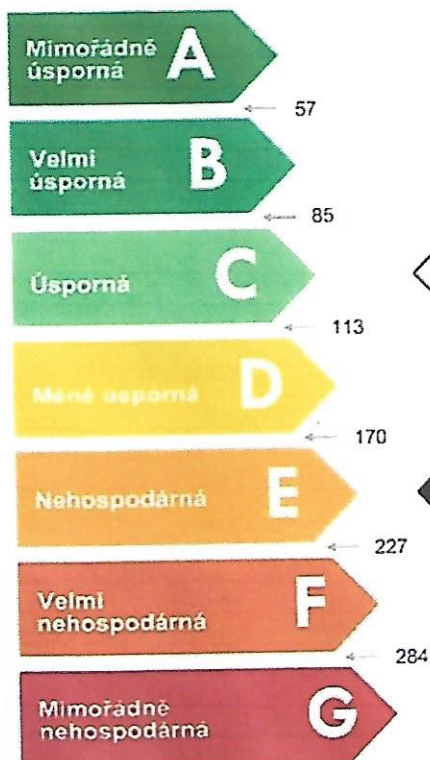 Mimořádně
úsporná
A
57
Velmi
úsporná
B
85
Úsporná
C
113
Méně úsporná
D
170
Nehospodárná
E
227
Velmi
nehospodárná
F
284
Mimořádně
nehospodárná
G